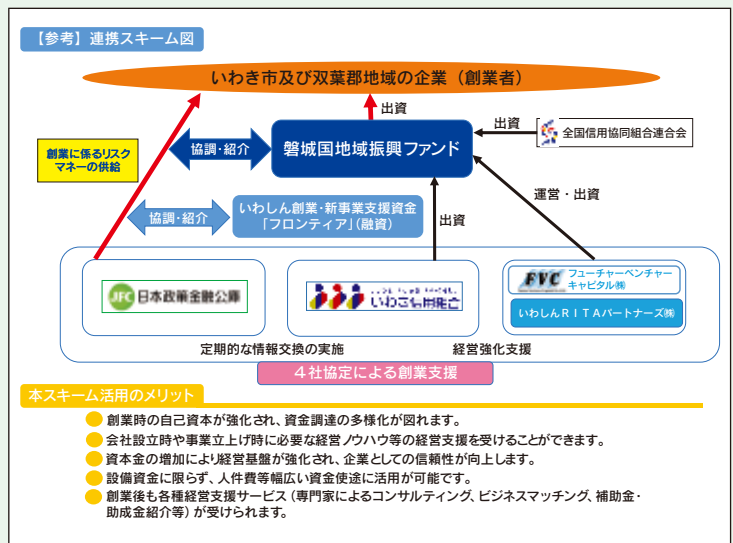 【参考】連携スキーム図
いわき市及び双葉郡地域の企業（創業者）
出資
創業に係るリスク
マネーの供給
協調･紹介
磐城国地域振興ファンド
出資
全国信用協同組合連合会
運営・出資
協調･紹介
いわしん創業･新事業支援資金
「フロンティア」（融資）
出資
JFC 日本政策金融公庫
いわき信用組合
FVC フューチャーベンチャー
キャピタル㈱
いわしんＲＩＴＡパートナーズ㈱
定期的な情報交換の実施
経営強化支援
４社協定による創業支援
本スキーム活用のメリット
創業時の自己資本が強化され、資金調達の多様化が図れます。
会社設立時や事業立上げ時に必要な経営ノウハウ等の経営支援を受けることができます。
資本金の増加により経営基盤が強化され、企業としての信頼性が向上します。
設備資金に限らず、人件費等幅広い資金使途に活用が可能です。
創業後も各種経営支援サービス（専門家によるコンサルティング、ビジネスマッチング、補助金・
助成金紹介等）が受けられます。